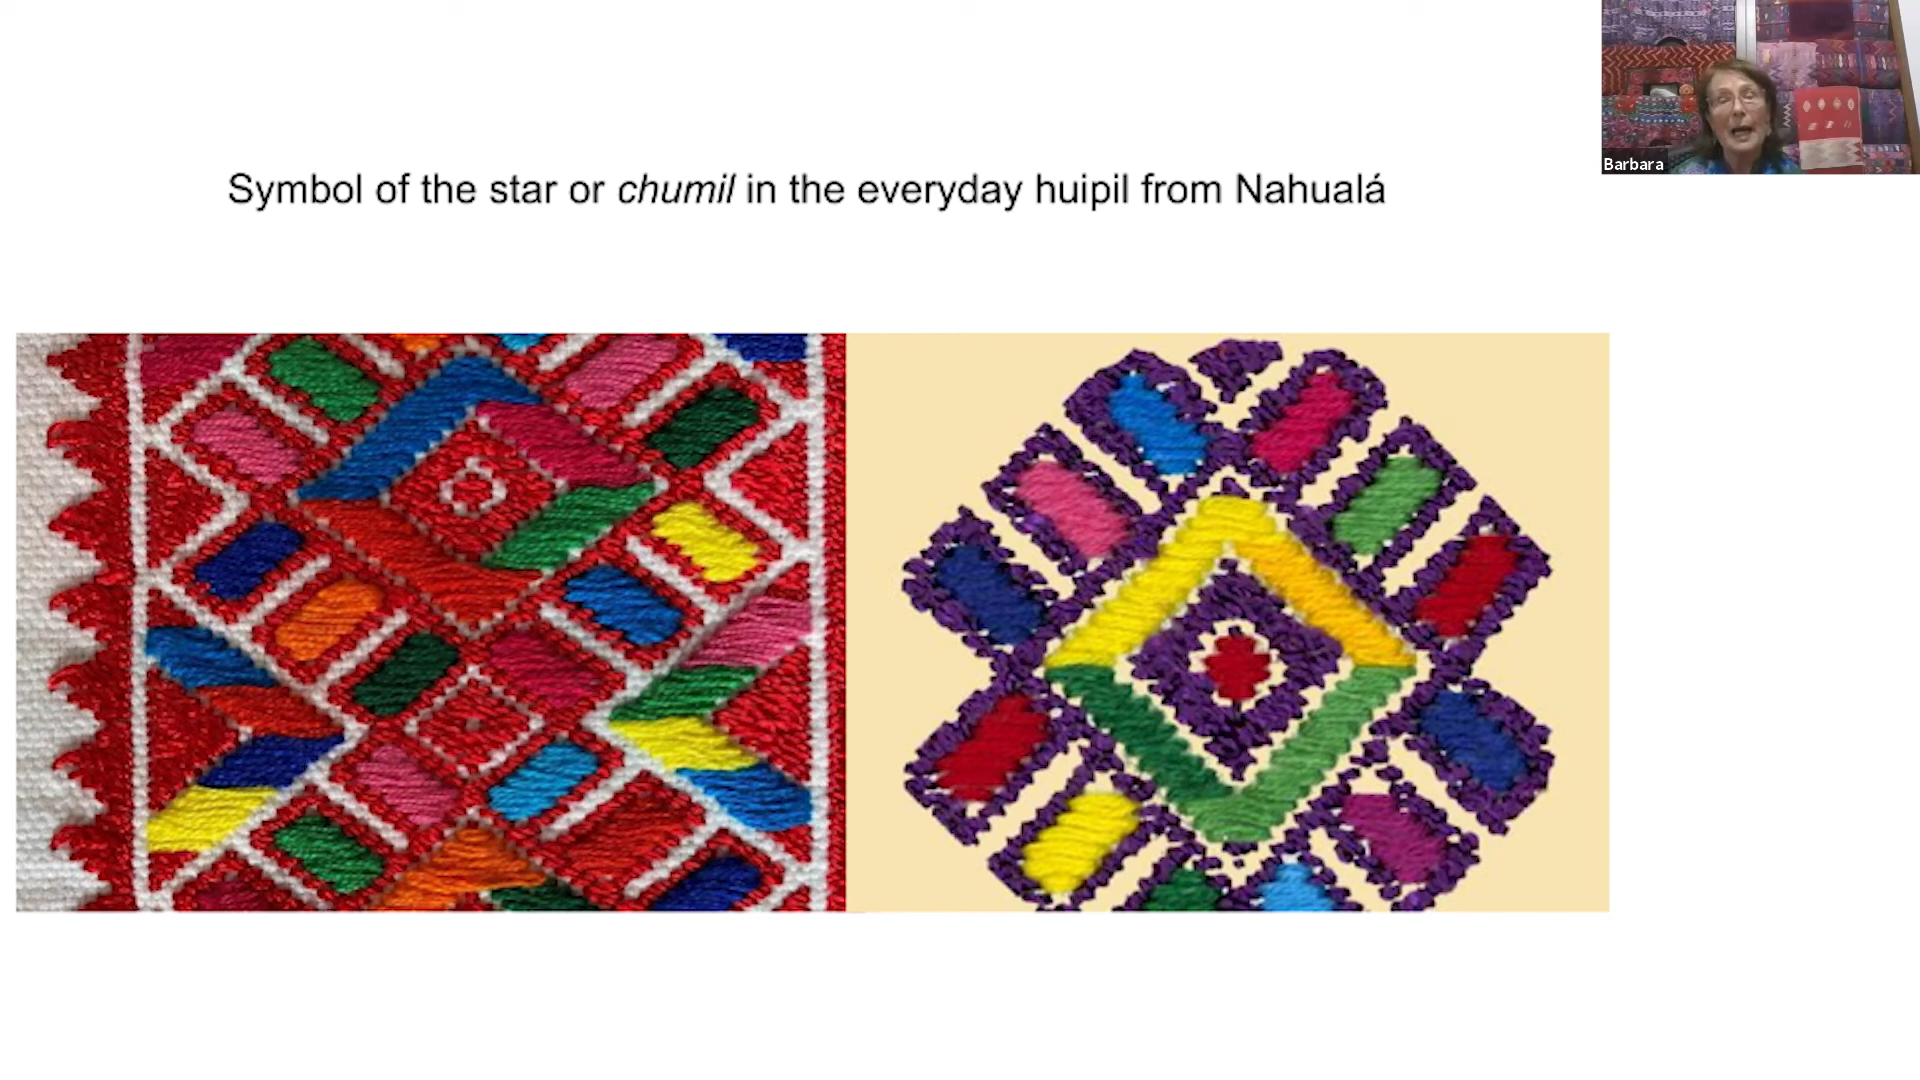 Symbol of the star or chumil in the everyday huipil from Nahualá
Barbara